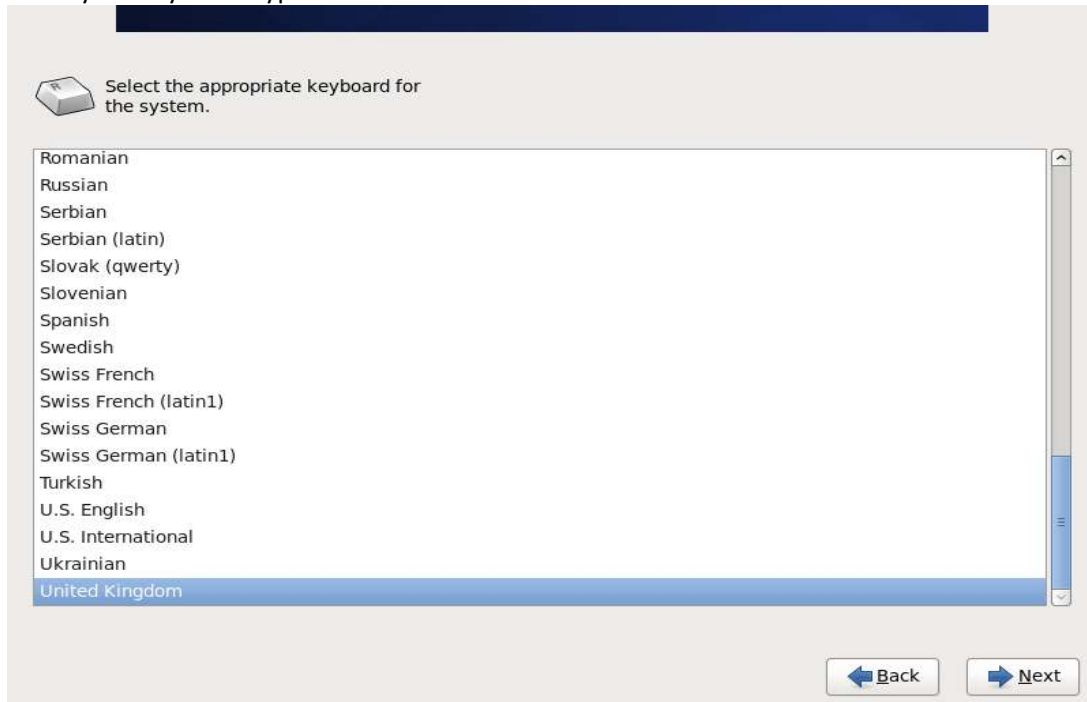 Select the appropriate keyboard for
the system.
Romanian
Russian
Serbian
Serbian (latin)
Slovak (qwerty)
Slovenian
Spanish
Swedish
Swiss French
Swiss French (latin1)
Swiss German
Swiss German (latin1)
Turkish
U.S. English
U.S. International
Ukrainian
United Kingdom
Back
Next